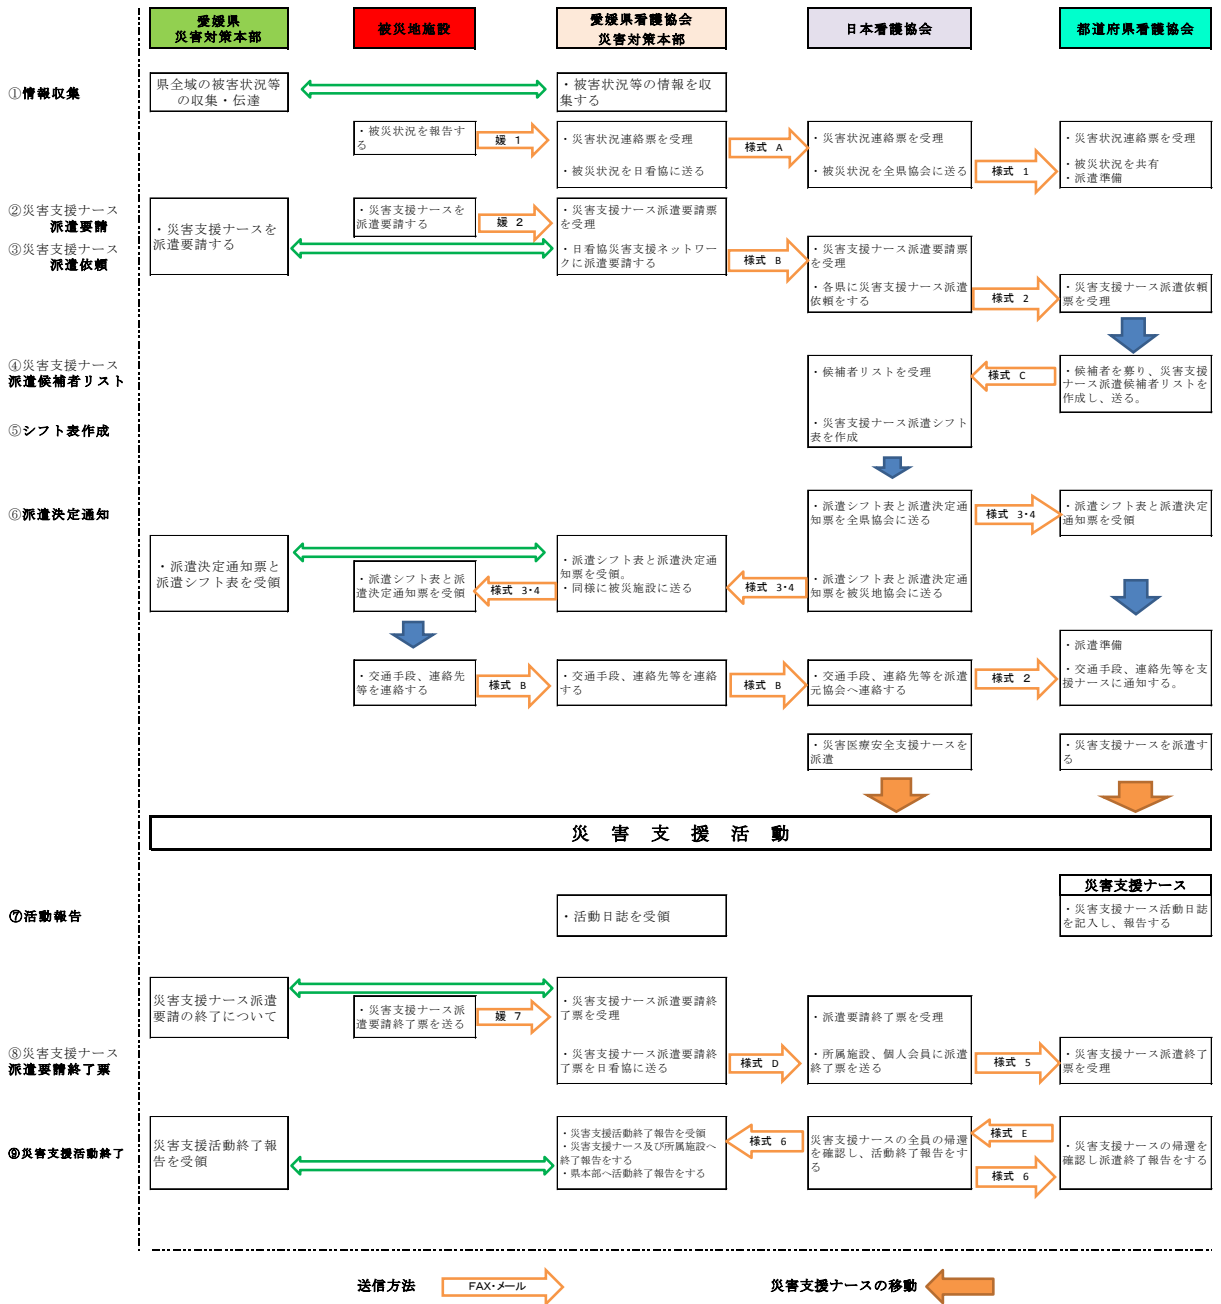 愛媛県
災害対策本部
被災地施設
愛媛県看護協会
災害対策本部
日本看護協会
都道府県看護協会
①情報収集
県全域の被害状況等
の収集・伝達
・被害状況等の情報を収
集する
・被災状況を報告す
る
媛 1
・災害状況連絡票を受理
・被災状況を日看協に送る
様式 A
・災害状況連絡票を受理
・被災状況を全県協会に送る
様式 1
・災害状況連絡票を受理
・被災状況を共有
・派遣準備
②災害支援ナース
派遣要請
③災害支援ナース
派遣依頼
・災害支援ナースを
派遣要請する
・災害支援ナースを
派遣要請する
媛 2
・災害支援ナース派遣要請票
を受理
・日看協災害支援ネットワー
クに派遣要請する
様式 B
・災害支援ナース派遣要請票
を受理
・各県に災害支援ナース派遣
依頼をする
様式 2
・災害支援ナース派遣依頼
票を受理
④災害支援ナース
派遣候補者リスト
・候補者リストを受理
様式 C
・候補者を募り、災害支援
ナース派遣候補者リストを
作成し、送る。
⑤シフト表作成
・災害支援ナース派遣シフト
表を作成
⑥派遣決定通知
・派遣シフト表と派遣決定通
知票を全県協会に送る
様式 3・4
・派遣シフト表と派遣決定
通知票を受領
・派遣決定通知票と
派遣シフト表を受領
・派遣シフト表と派
遣決定通知票を受領
様式 3・4
・派遣シフト表と派遣決定通
知票を受領。
・同様に被災施設に送る
様式 3・4
・派遣シフト表と派遣決定通
知票を被災地協会に送る
・交通手段、連絡先
等を連絡する
様式 B
・交通手段、連絡先等を連絡
する
様式 B
・交通手段、連絡先等を派遣
元協会へ連絡する
様式 2
・派遣準備
・交通手段、連絡先等を支
援ナースに通知する。
・災害医療安全支援ナースを
派遣
・災害支援ナースを派遣す
る
災 害 支 援 活 動
⑦活動報告
・活動日誌を受領
災害支援ナース
・災害支援ナース活動日誌
を記入し、報告する
災害支援ナース派遣
要請の終了について
・災害支援ナース派
遣要請終了票を送る
媛 7
・災害支援ナース派遣要請終
了票を受理
・災害支援ナース派遣要請終
了票を日看協に送る
様式 D
・派遣要請終了票を受理
・所属施設、個人会員に派遣
終了票を送る
様式 5
・災害支援ナース派遣終了
票を受理
⑧災害支援ナース
派遣要請終了票
⑨災害支援活動終了
災害支援活動終了報
告を受領
・災害支援活動終了報告を受領
・災害支援ナース及び所属施設へ
終了報告をする
・県本部へ活動終了報告をする
様式 6
災害支援ナースの全員の帰還
を確認し、活動終了報告をす
る
様式 E
様式 6
・災害支援ナースの帰還を
確認し派遣終了報告をする
送信方法
FAX・メール
災害支援ナースの移動